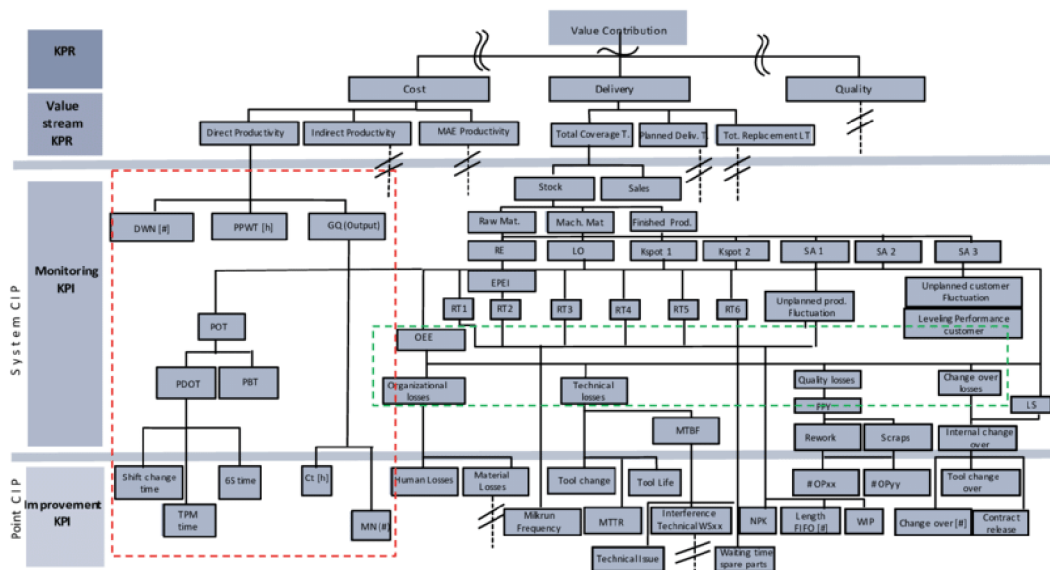 Value Contribution
KPR
Cost
Delivery
Quality
Value
stream
KPR
Direct Productivity
Indirect Productivity
MAE Productivity
Total Coverage T.
Planned Deliv. T.
Tot. Replacement LT
Stock
Sales
Raw Mat.
Mach. Mat
Finished Prod.
DWN [#]
PPWT [h]
GQ (Output)
RE
LO
Kspot 1
Kspot 2
SA 1
SA 2
SA 3
System CIP
Monitoring
KPI
EPEI
Unplanned customer
Fluctuation
Unplanned prod.
Fluctuation
RT1
RT2
RT3
RT4
RT5
RT6
Leveling Performance
customer
POT
OEE
PDOT
PBT
Organizational
losses
Technical
losses
Quality losses
Change over
losses
FPY
LS
MTBF
Rework
Scraps
Internal change
over
Point CIP
Improvement
KPI
Shift change
time
6S time
Ct [h]
Human Losses
Material
Losses
Tool change
Tool Life
#OPxx
#OPyy
Tool change
over
TPM
time
MN (#)
Milkrun
Frequency
MTTR
Interference
Technical WSxx
NPK
Length
FIFO [#]
WIP
Change over [#]
Contract
release
Technical Issue
Waiting time
spare parts